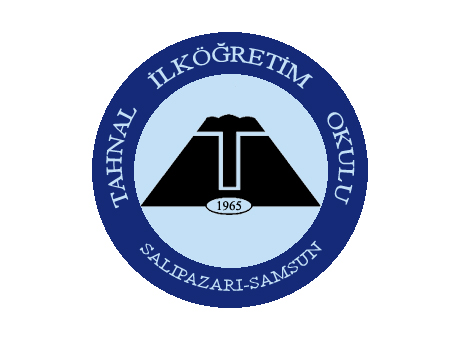 TAHNAL İLKÖĞRETİM OKULU
T
1965
SALIPAZARI-SAMSUN